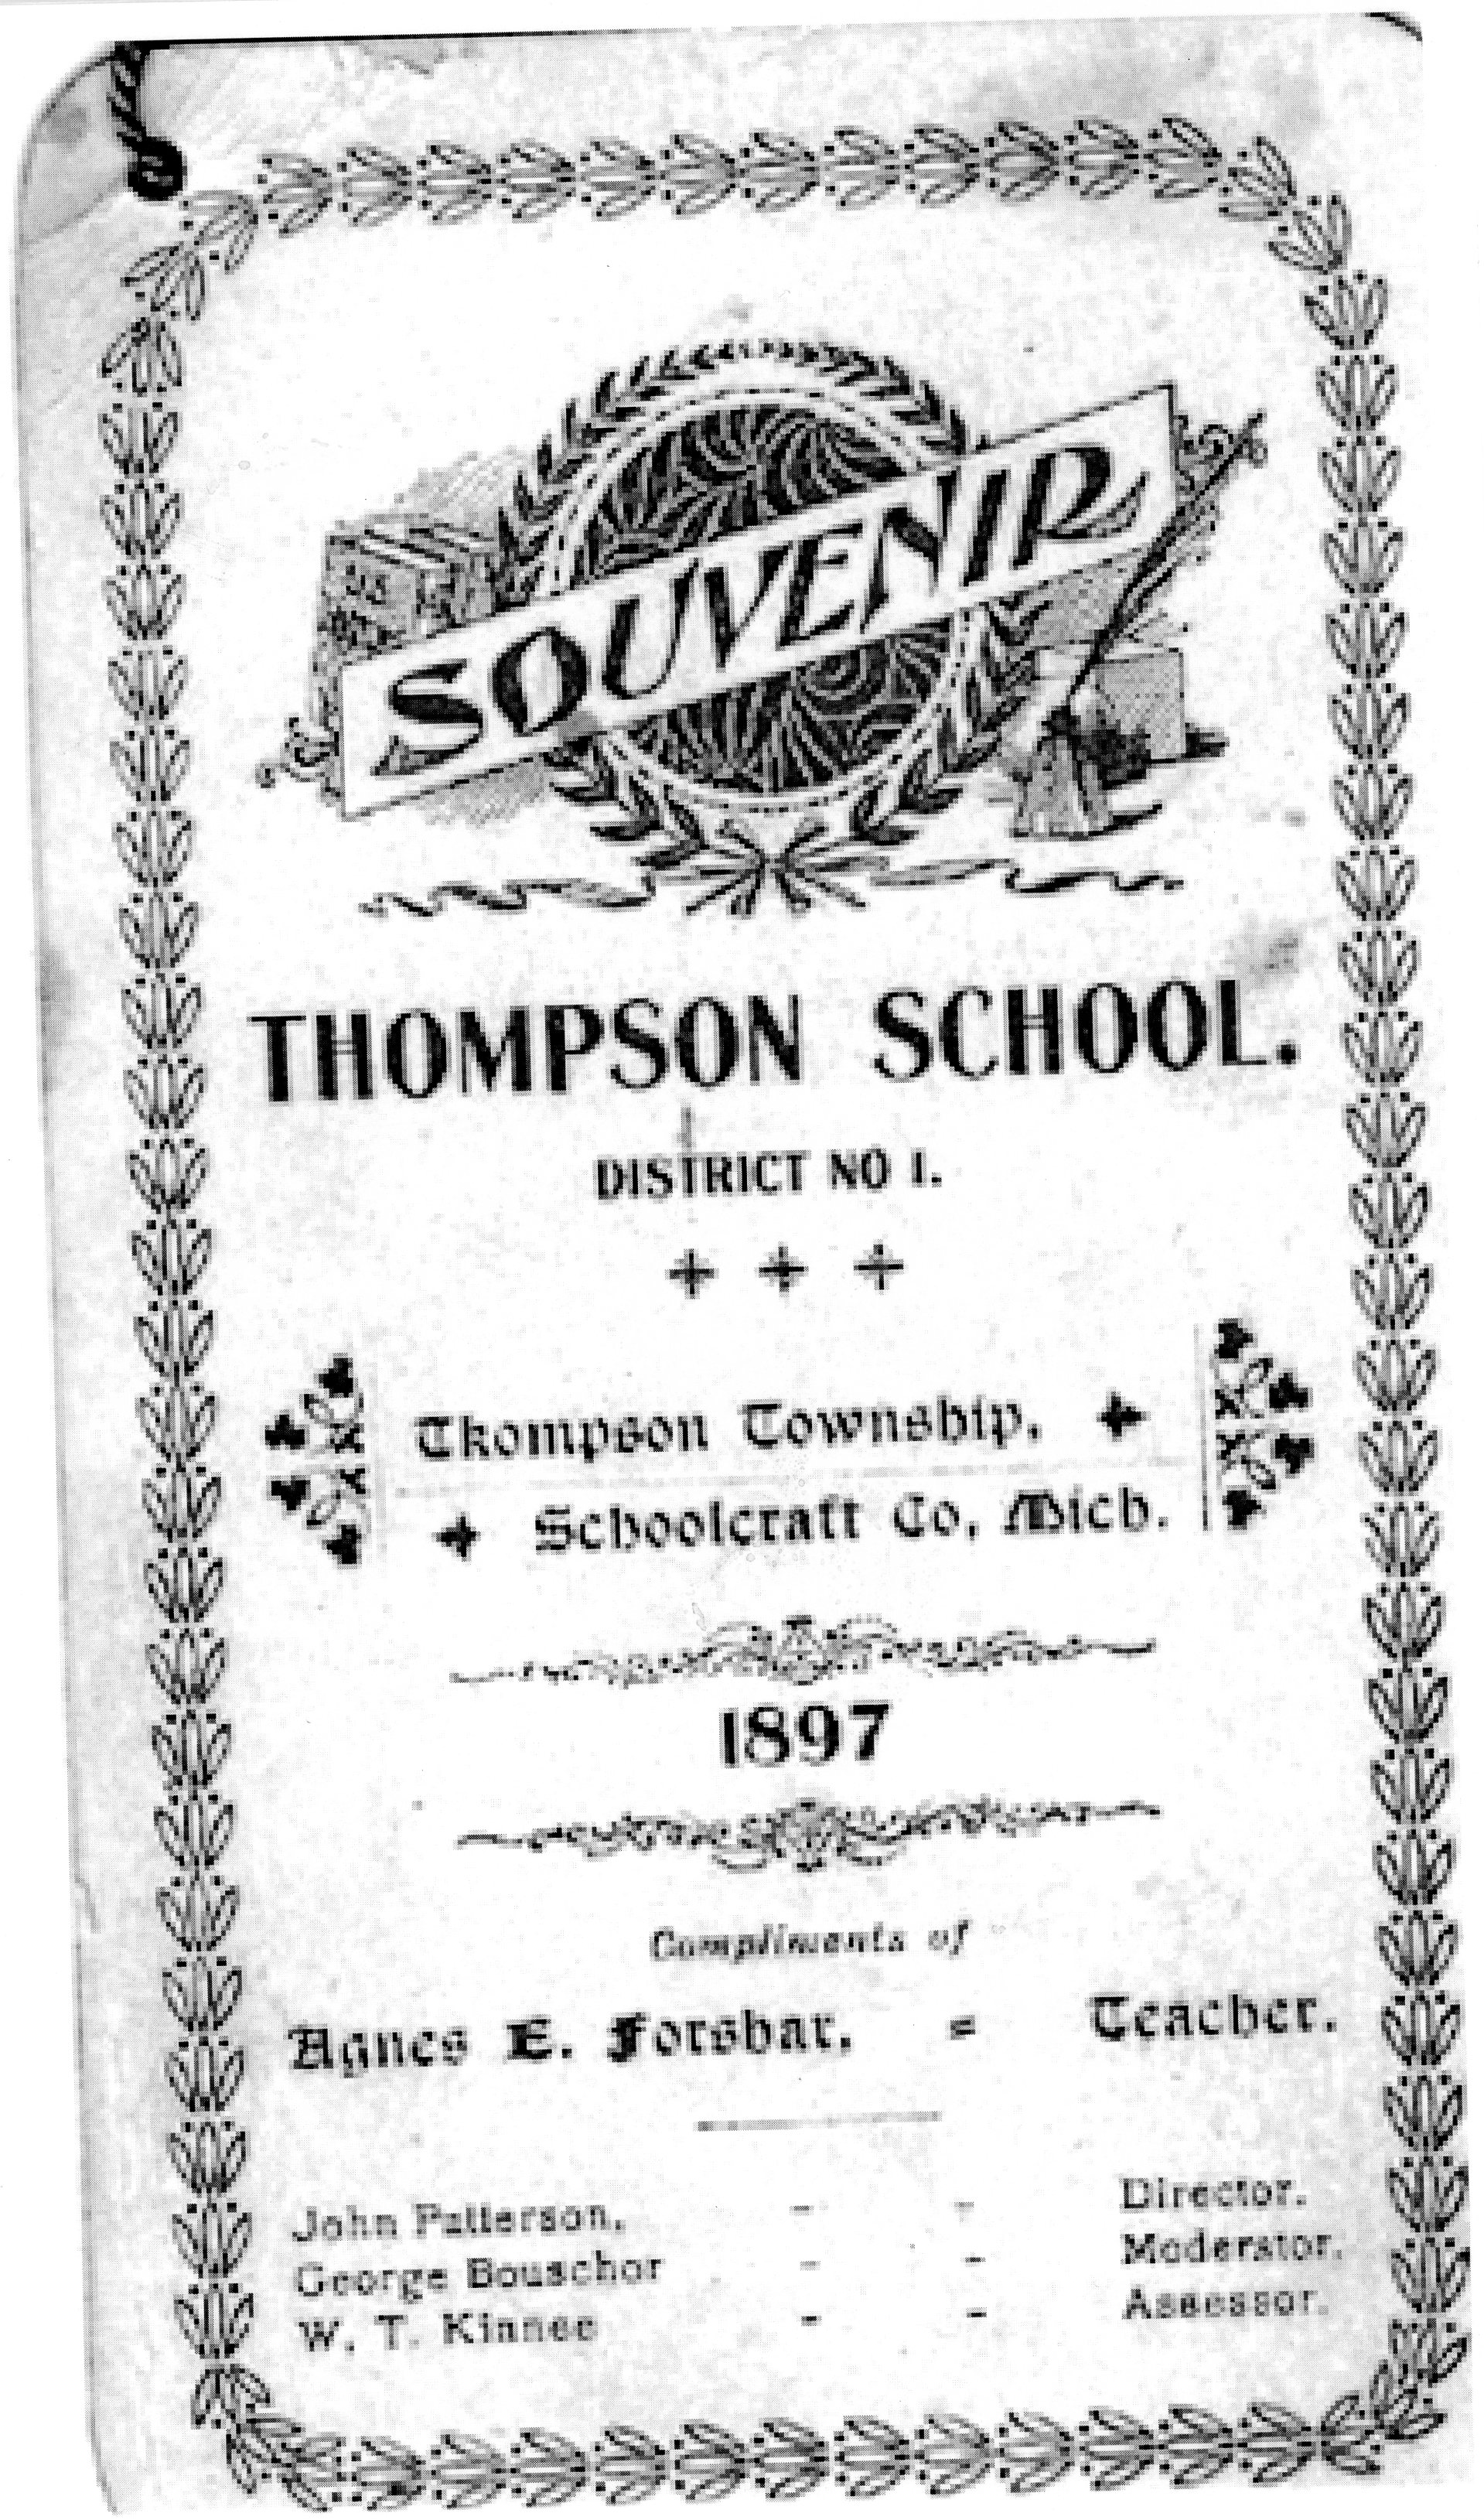 SOUVENIR
THOMPSON SCHOOL.
DISTRICT NO 1.
Thompson Township,
Schoolcraft Co, Mich.
1897
Compliments of
Agnes E. Forshar, = Teacher.
John Patterson, - - Director.
George Bouschor - - Moderator.
W. T. Kinnee - - Assessor.